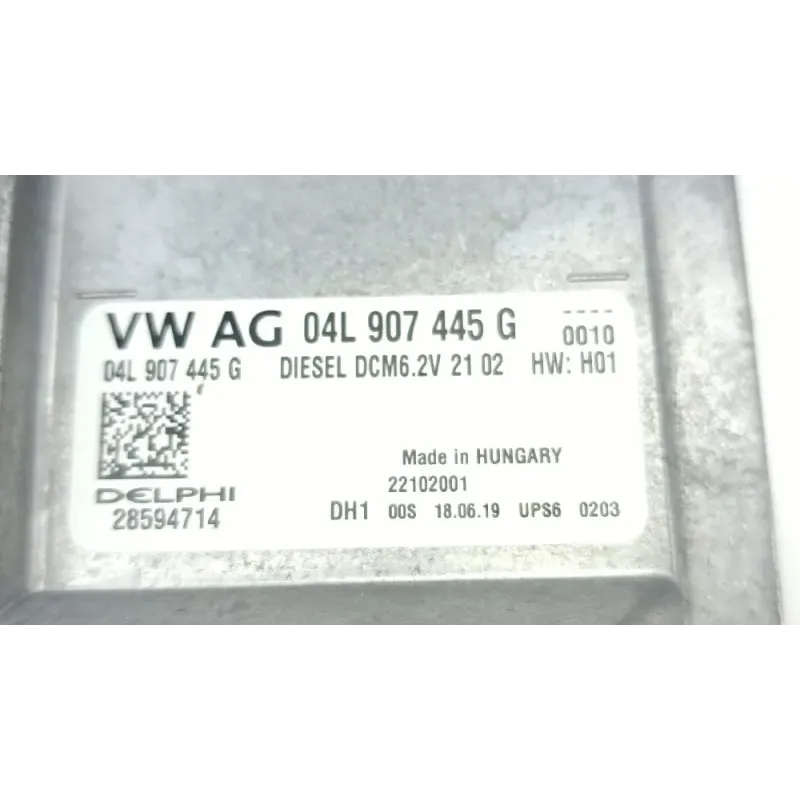 VW AG 04L 907 445 G ----
0010
04L 907 445 G DIESEL DCM6.2V 21 02 HW: H01
Made in HUNGARY
22102001
DELPHI
28594714 DH1 00S 18.06.19 UPS6 0203